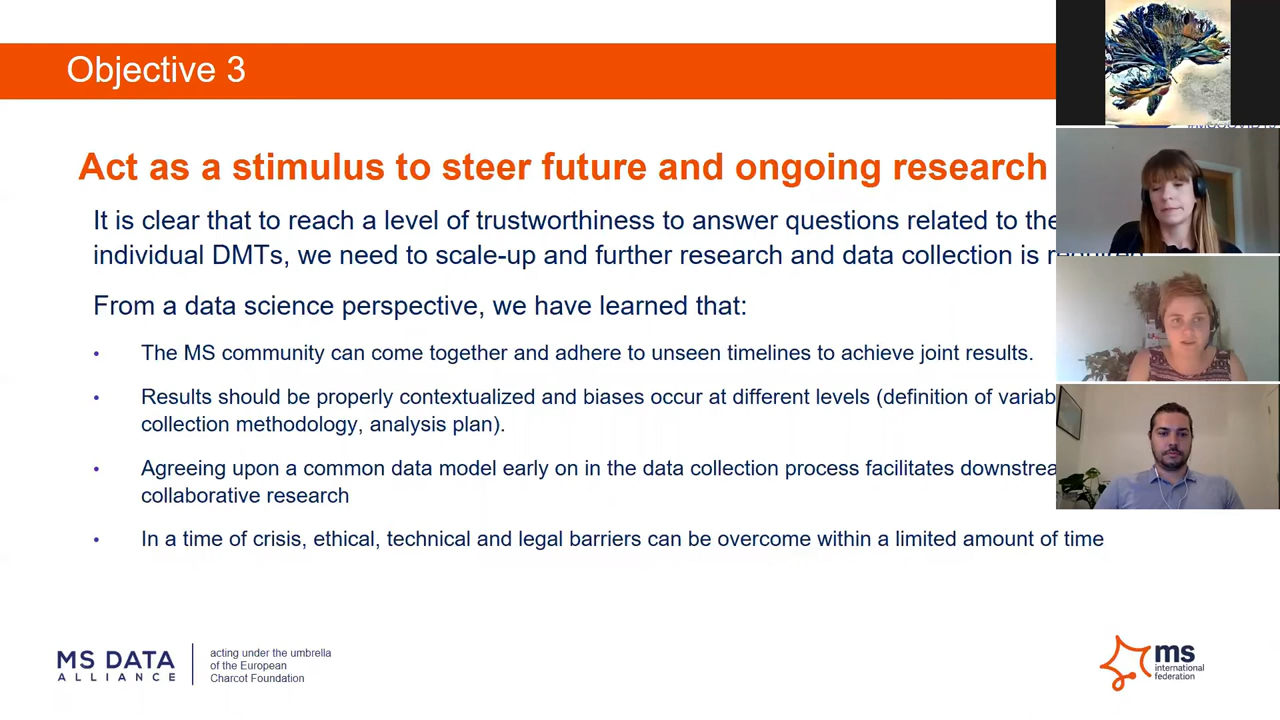 Objective 3
Act as a stimulus to steer future and ongoing research
It is clear that to reach a level of trustworthiness to answer questions related to the
individual DMTs, we need to scale-up and further research and data collection is required
From a data science perspective, we have learned that:
• The MS community can come together and adhere to unseen timelines to achieve joint results.
• Results should be properly contextualized and biases occur at different levels (definition of
collection methodology, analysis plan).
• Agreeing upon a common data model early on in the data collection process facilitates
collaborative research
• In a time of crisis, ethical, technical and legal barriers can be overcome within a limited amount of time
MS DATA
ALLIANCE
acting under the umbrella
of the European
Charcot Foundation
ms
international
federation